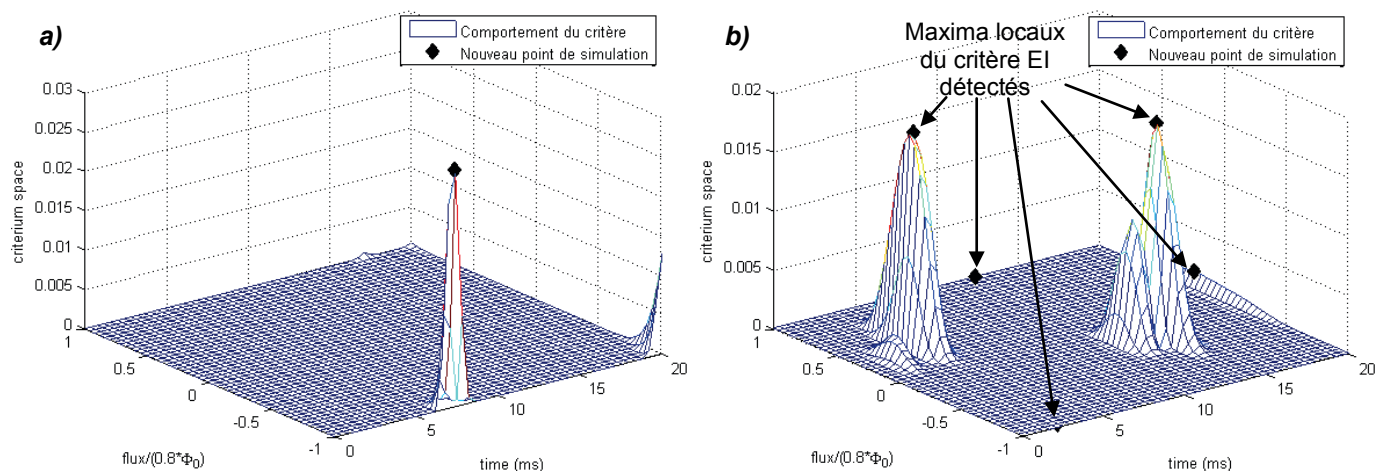 a)
Comportement du critère
Nouveau point de simulation
0.03
0.025
0.02
0.015
0.01
0.005
0
criterium space
1
0.5
0
-0.5
-1
flux/(0.8*Φ0)
0
5
10
15
20
time (ms)
b)
Maxima locaux
du critère EI
détectés
Comportement du critère
Nouveau point de simulation
0.02
0.015
0.01
0.005
0
criterium space
1
0.5
0
-0.5
-1
flux/(0.8*Φ0)
0
5
10
15
20
time (ms)